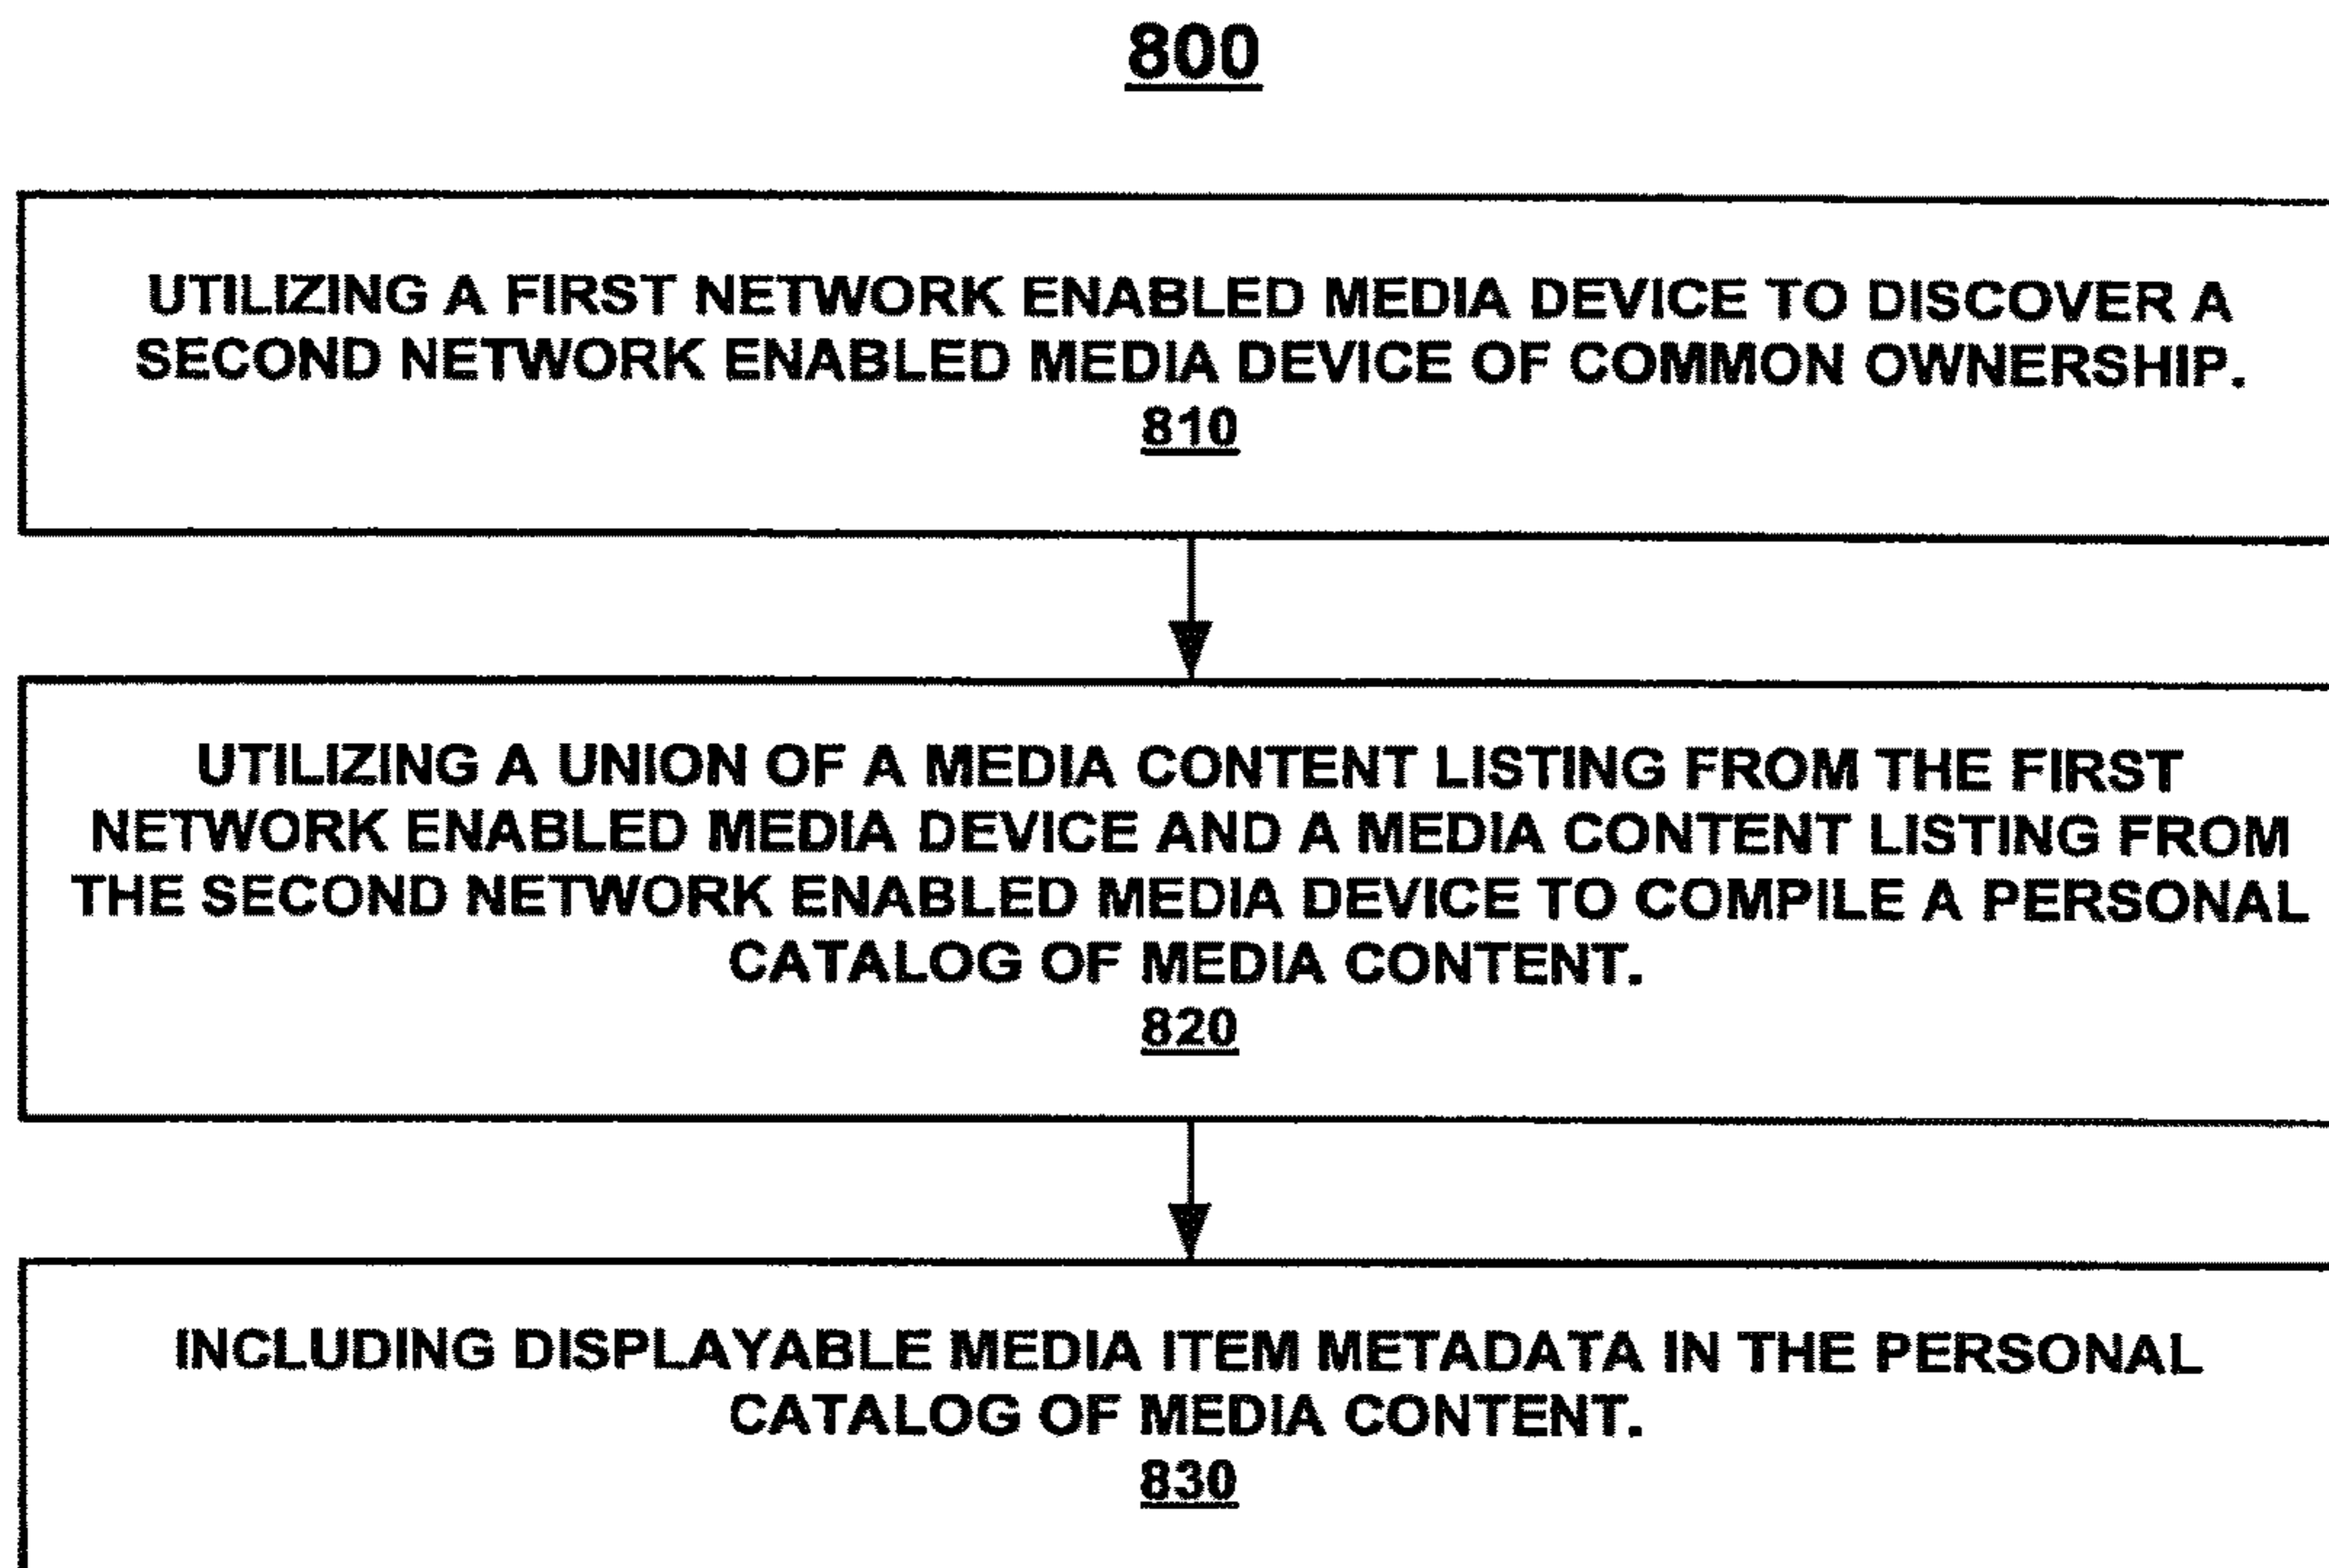 800
UTILIZING A FIRST NETWORK ENABLED MEDIA DEVICE TO DISCOVER A
SECOND NETWORK ENABLED MEDIA DEVICE OF COMMON OWNERSHIP.
810
UTILIZING A UNION OF A MEDIA CONTENT LISTING FROM THE FIRST
NETWORK ENABLED MEDIA DEVICE AND A MEDIA CONTENT LISTING FROM
THE SECOND NETWORK ENABLED MEDIA DEVICE TO COMPILE A PERSONAL
CATALOG OF MEDIA CONTENT.
820
INCLUDING DISPLAYABLE MEDIA ITEM METADATA IN THE PERSONAL
CATALOG OF MEDIA CONTENT.
830